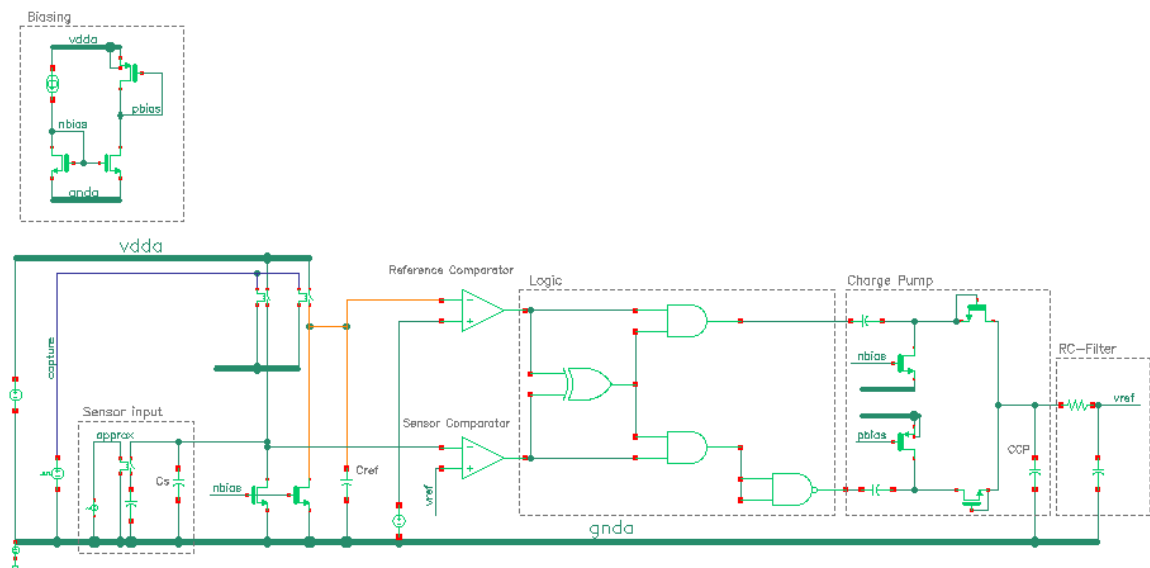 Biasing
vdda
pbias
nbias
gnda
vdda
Reference Comparator
Logic
Charge Pump
capture
nbias
RC-Filter
vref
Sensor input
approx
Sensor Comparator
pbias
Cs
Cref
CCP
nbias
vref
gnda